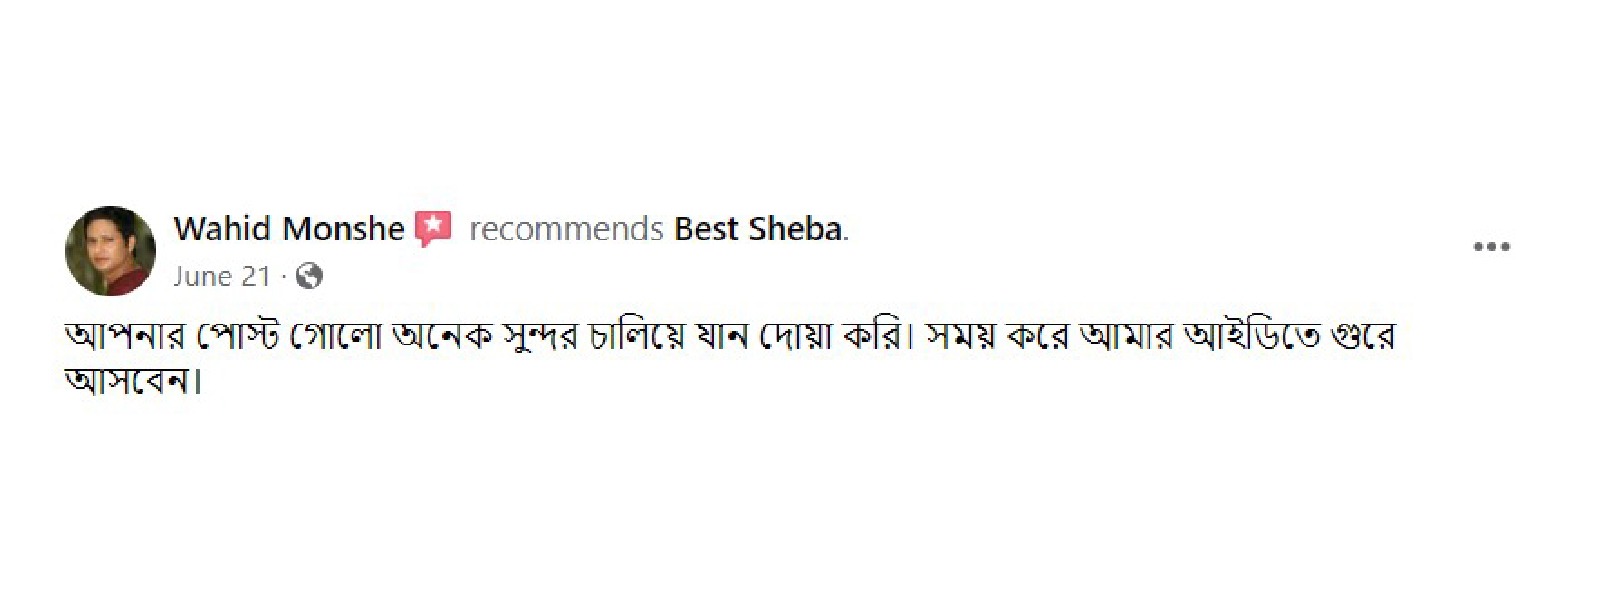 Wahid Monshe recommends Best Sheba.
June 21 ·
আপনার পোস্ট গোলো অনেক সুন্দর চালিয়ে যান দোয়া করি। সময় করে আমার আইডিতে গুরে
আসবেন।